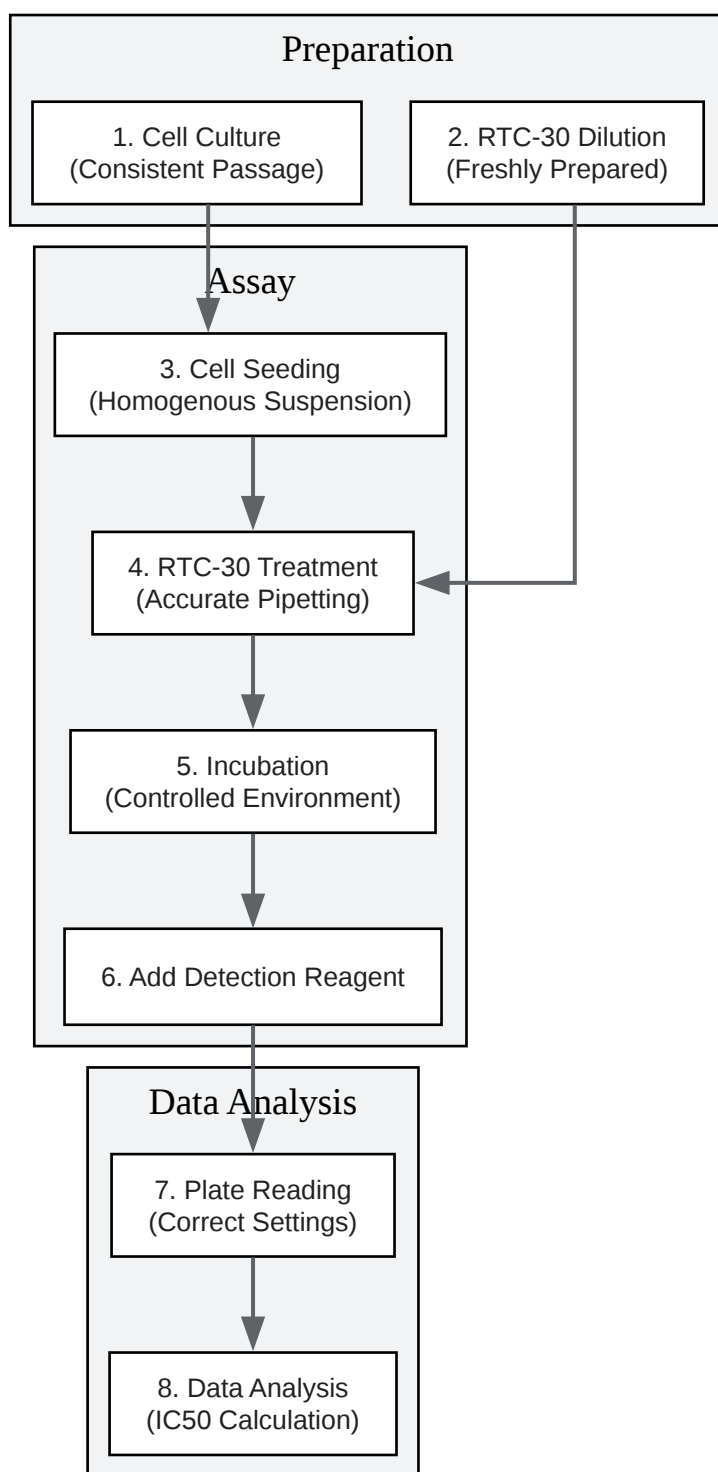 Preparation
1. Cell Culture
(Consistent Passage)
2. RTC-30 Dilution
(Freshly Prepared)
Assay
3. Cell Seeding
(Homogenous Suspension)
4. RTC-30 Treatment
(Accurate Pipetting)
5. Incubation
(Controlled Environment)
6. Add Detection Reagent
Data Analysis
7. Plate Reading
(Correct Settings)
8. Data Analysis
(IC50 Calculation)